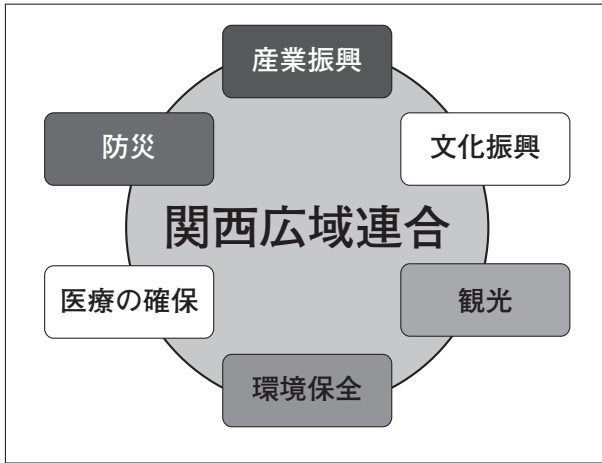 産業振興
防災
文化振興
関西広域連合
医療の確保
観光
環境保全